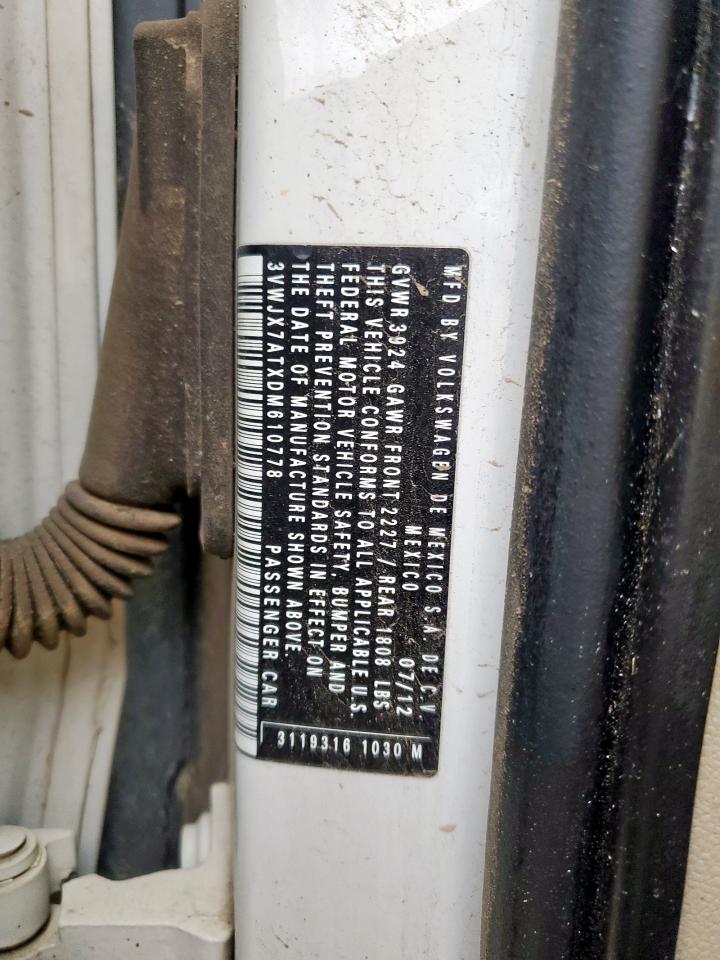 MFD BY VOLKSWAGEN DE MEXICO S.A. DE C.V.
MEXICO 07/12
GVWR 3924 GAWR FRONT 2227 / REAR 1808 LBS
THIS VEHICLE CONFORMS TO ALL APPLICABLE U.S.
FEDERAL MOTOR VEHICLE SAFETY, BUMPER AND
THEFT PREVENTION STANDARDS IN EFFECT ON
THE DATE OF MANUFACTURE SHOWN ABOVE
3VWJX7ATXDM610778 PASSENGER CAR
3119316 1030 M